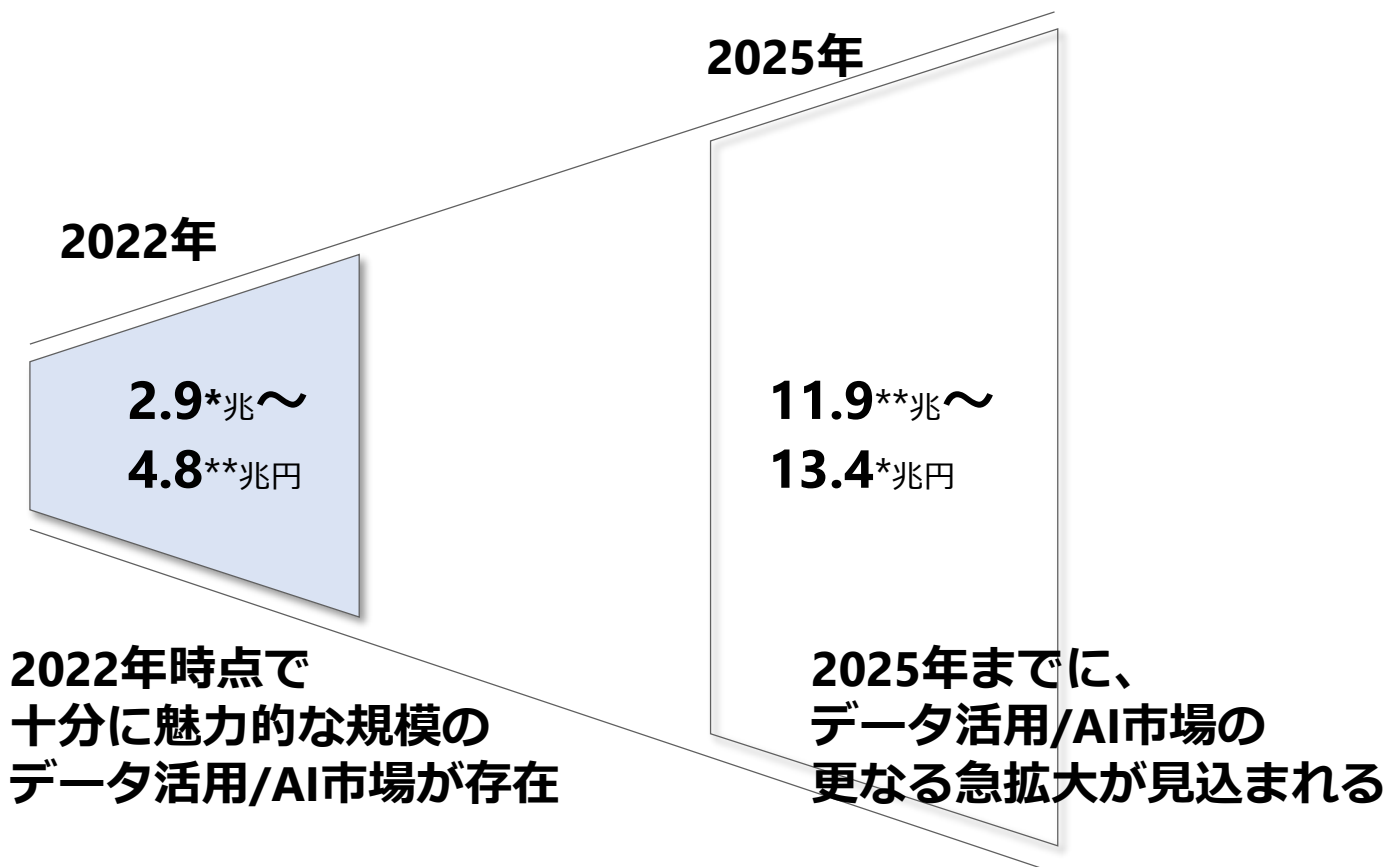 2022年
2.9*兆～
4.8**兆円
2022年時点で
十分に魅力的な規模の
データ活用/AI市場が存在
2025年
11.9**兆～
13.4*兆円
2025年までに、
データ活用/AI市場の
更なる急拡大が見込まれる